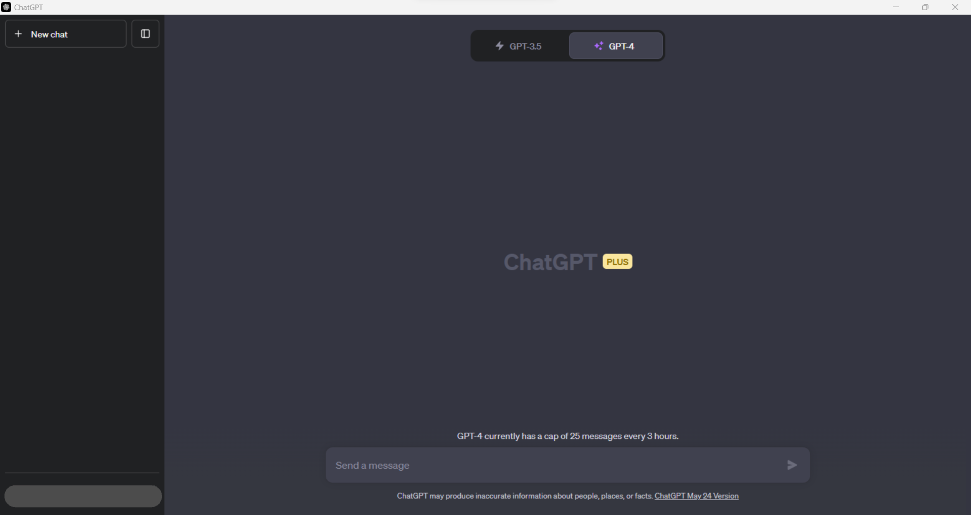 ChatGPT
New chat
GPT-3.5
GPT-4
ChatGPT PLUS
GPT-4 currently has a cap of 25 messages every 3 hours.
Send a message
ChatGPT may produce inaccurate information about people, places, or facts. ChatGPT May 24 Version